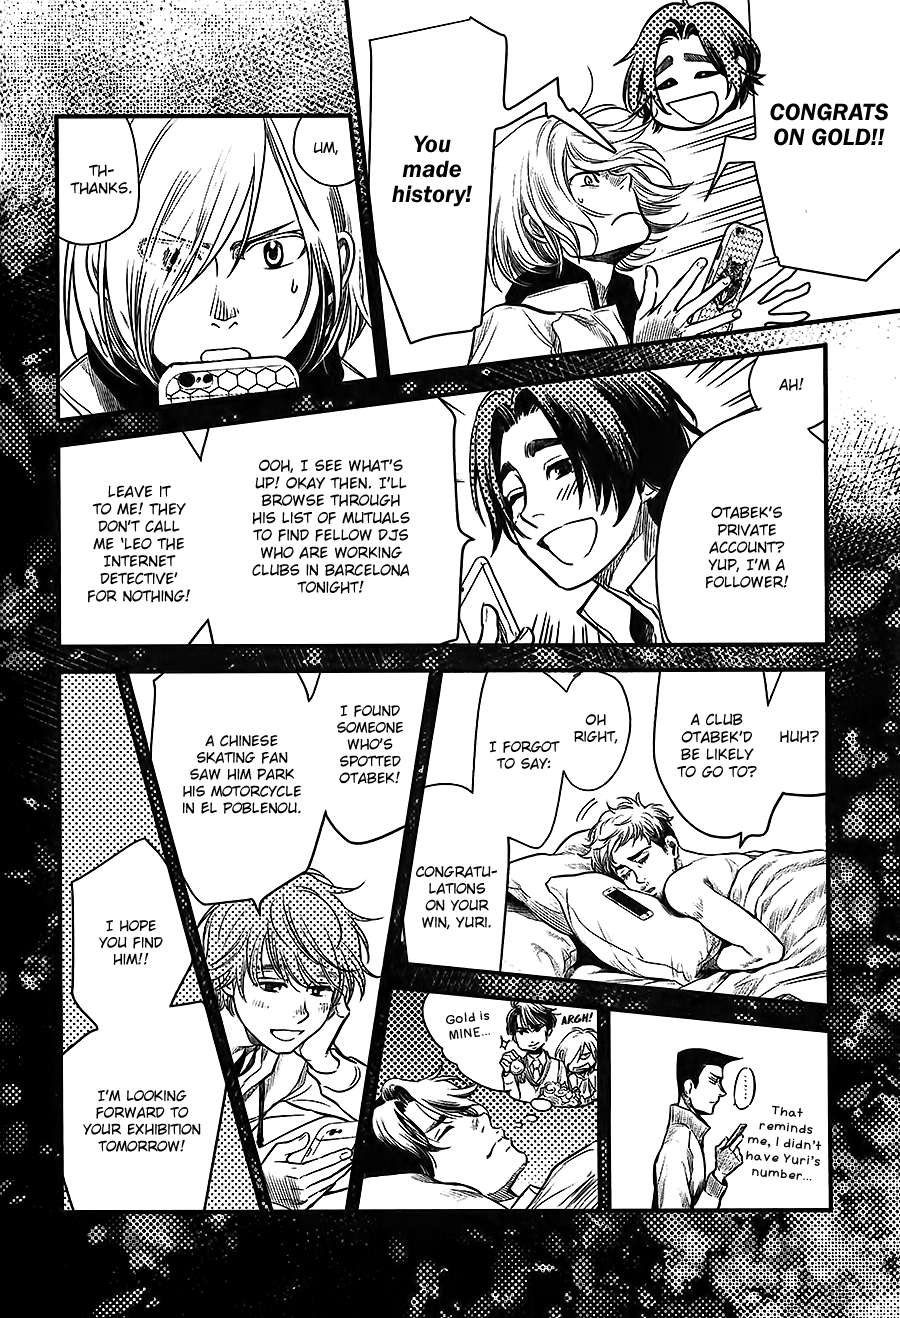 CONGRATS
ON GOLD!!
You
made
history!
UM,
TH-
THANKS.
AH!
OTABEK'S
PRIVATE
ACCOUNT?
YUP, I'M A
FOLLOWER!
OOH, I SEE WHAT'S
UP! OKAY THEN. I'LL
BROWSE THROUGH
HIS LIST OF MUTUALS
TO FIND FELLOW DJS
WHO ARE WORKING
CLUBS IN BARCELONA
TONIGHT!
LEAVE IT
TO ME! THEY
DON'T CALL
ME 'LEO THE
INTERNET
DETECTIVE'
FOR NOTHING!
HUH?
A CLUB
OTABEK'D
BE LIKELY
TO GO TO?
OH
RIGHT,
I FORGOT
TO SAY:
CONGRATU-
LATIONS
ON YOUR
WIN, YURI.
I FOUND
SOMEONE
WHO'S
SPOTTED
OTABEK!
A CHINESE
SKATING FAN
SAW HIM PARK
HIS MOTORCYCLE
IN EL POBLENOU.
I HOPE
YOU FIND
HIM!!
I'M LOOKING
FORWARD TO
YOUR EXHIBITION
TOMORROW!
That
reminds
me, I didn't
have Yuri's
number...
ARGH!
Gold is
MINE...